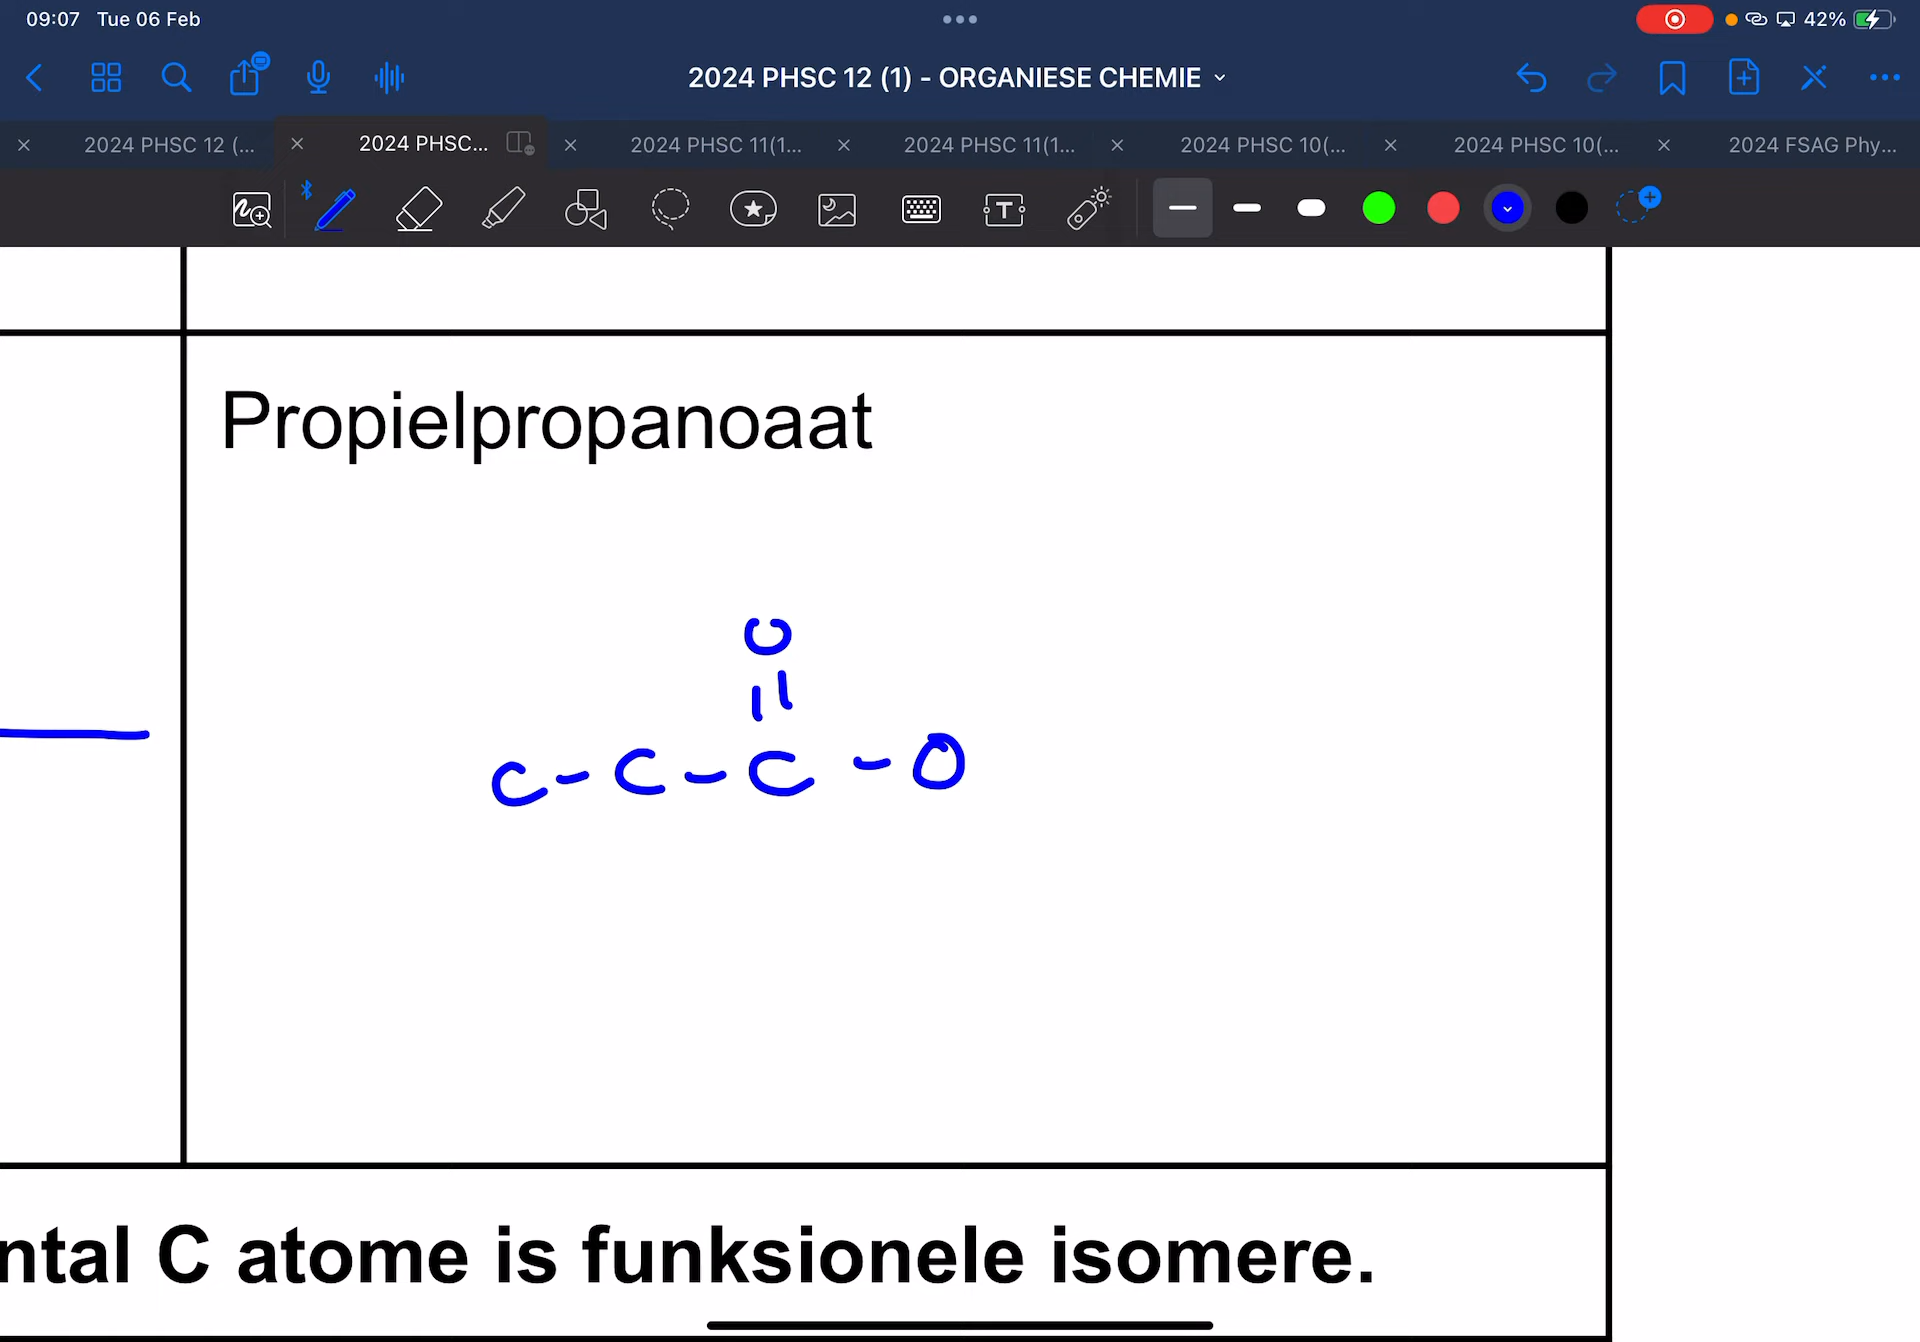 09:07 Tue 06 Feb
42%
2024 PHSC 12 (1) - ORGANIESE CHEMIE
2024 PHSC 12 (... 2024 PHSC... 2024 PHSC 11(1... 2024 PHSC 11(1... 2024 PHSC 10(... 2024 PHSC 10(... 2024 FSAG Phy...
T
Propielpropanoaat
O
||
C - C - C - O
ntal C atome is funksionele isomere.